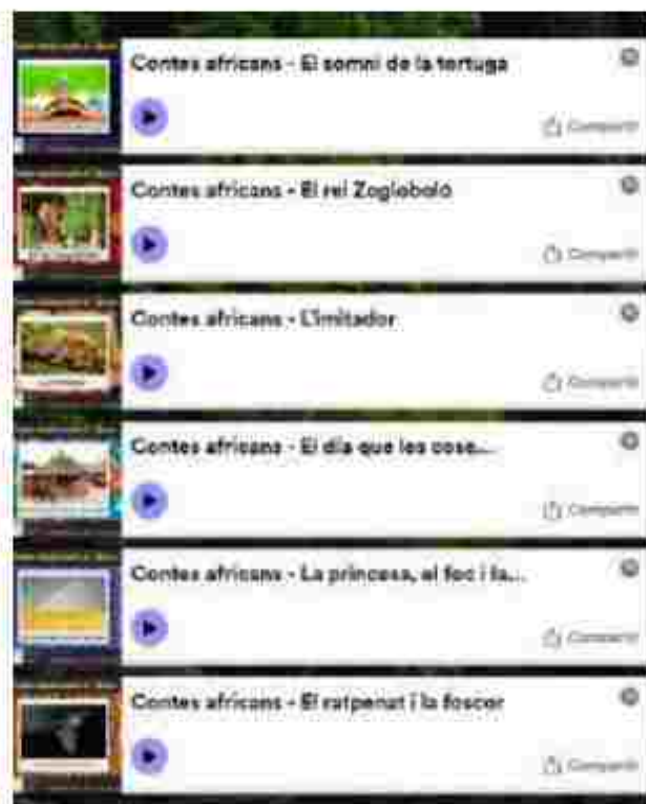 Contes africans - El somni de la tortuga
Compartir
Contes africans - El rei Zogloboló
Compartir
Contes africans - L'imitador
Compartir
Contes africans - El dia que les cose...
Compartir
Contes africans - La princesa, el foc i la...
Compartir
Contes africans - El ratpenat i la foscor
Compartir